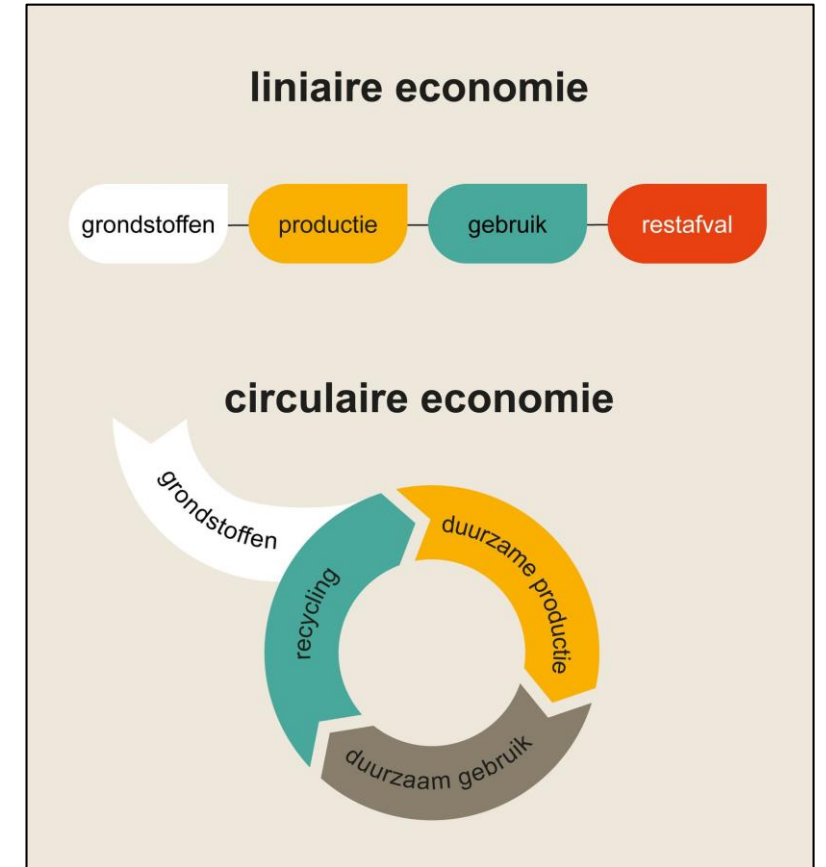 liniaire economie
grondstoffen
productie
gebruik
restafval
circulaire economie
grondstoffen
recycling
duurzame productie
duurzaam gebruik